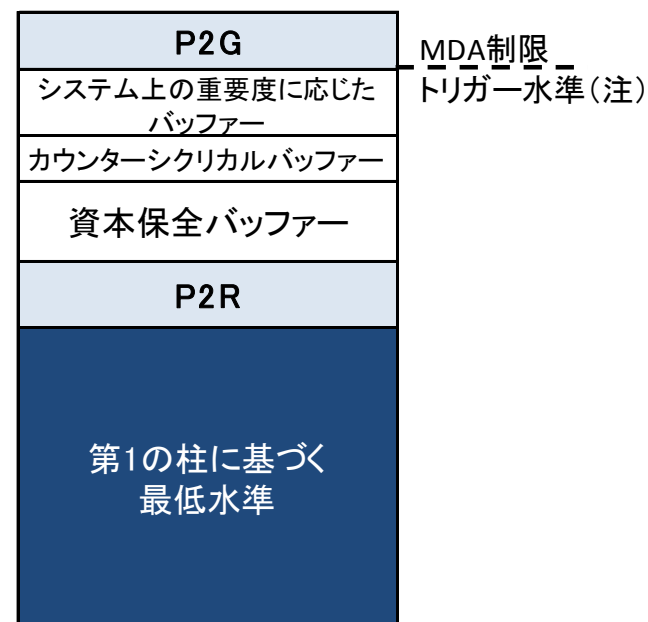 P2G
MDA制限
トリガー水準（注）
システム上の重要度に応じた
バッファー
カウンターシクリカルバッファー
資本保全バッファー
P2R
第1の柱に基づく
最低水準